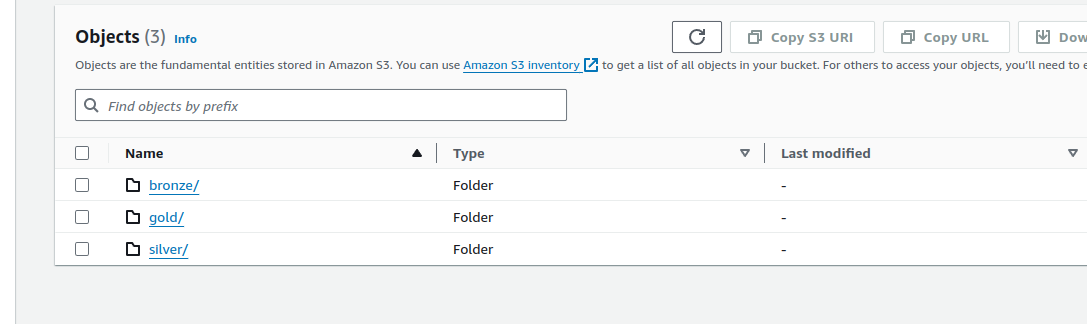 Objects (3) Info
Copy S3 URI
Copy URL
Dow
Objects are the fundamental entities stored in Amazon S3. You can use Amazon S3 inventory to get a list of all objects in your bucket. For others to access your objects, you'll need to e
Find objects by prefix
Name Type Last modified
bronze/ Folder -
gold/ Folder -
silver/ Folder -